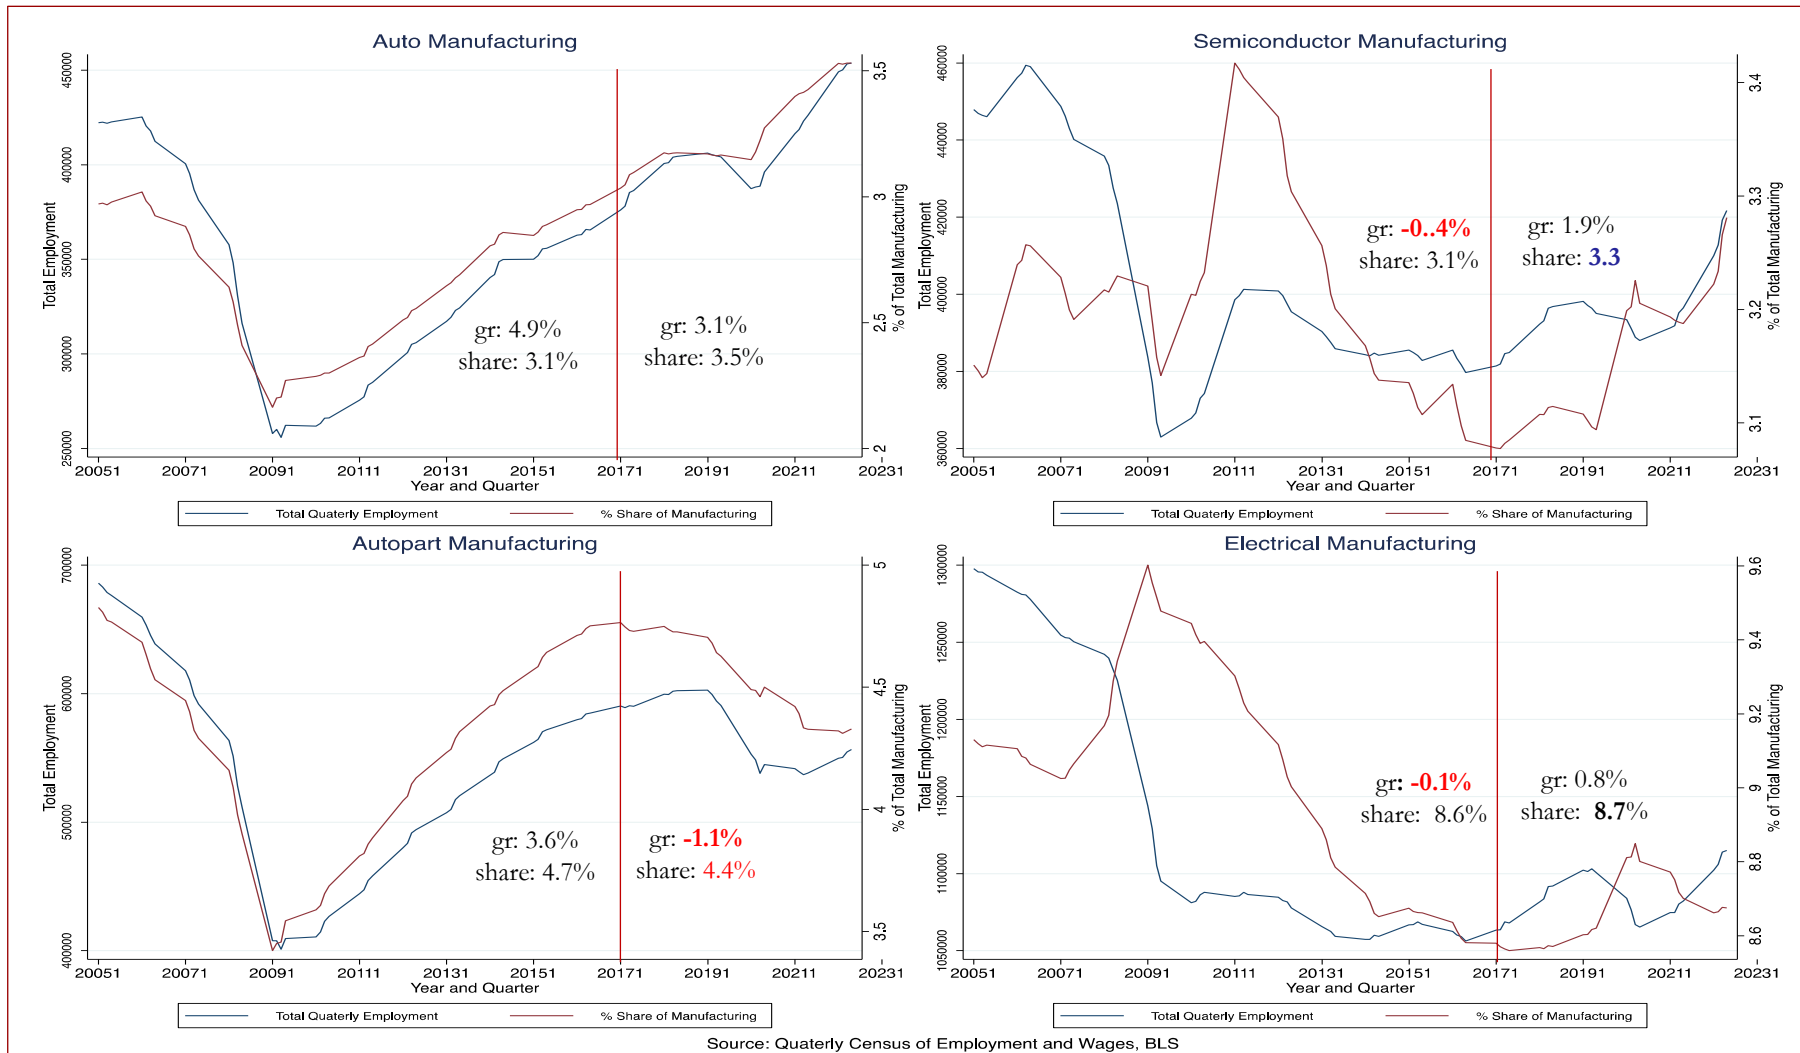 Auto Manufacturing
Total Employment
450000
400000
350000
300000
250000
% of Total Manufacturing
3.5
3
2.5
2
gr: 4.9%
share: 3.1%
gr: 3.1%
share: 3.5%
20051 20071 20091 20111 20131 20151 20171 20191 20211 20231
Year and Quarter
Total Quaterly Employment % Share of Manufacturing
Semiconductor Manufacturing
Total Employment
460000
440000
420000
400000
380000
360000
% of Total Manufacturing
3.4
3.3
3.2
3.11
gr: -0..4%
share: 3.1%
gr: 1.9%
share: 3.3
20051 20071 20091 20111 20131 20151 20171 20191 20211 20231
Year and Quarter
Total Quaterly Employment % Share of Manufacturing
Autopart Manufacturing
Total Employment
700000
600000
500000
400000
% of Total Manufacturing
5
4.5
4
3.5
gr: 3.6%
share: 4.7%
gr: -1.1%
share: 4.4%
20051 20071 20091 20111 20131 20151 20171 20191 20211 20231
Year and Quarter
Total Quaterly Employment % Share of Manufacturing
Electrical Manufacturing
Total Employment
1300000
1250000
1200000
1150000
1100000
1050000
% of Total Manufacturing
9.6
9.4
9.2
9
8.8
8.6
gr: -0.1%
share: 8.6%
gr: 0.8%
share: 8.7%
20051 20071 20091 20111 20131 20151 20171 20191 20211 20231
Year and Quarter
Total Quaterly Employment % Share of Manufacturing
Source: Quaterly Census of Employment and Wages, BLS